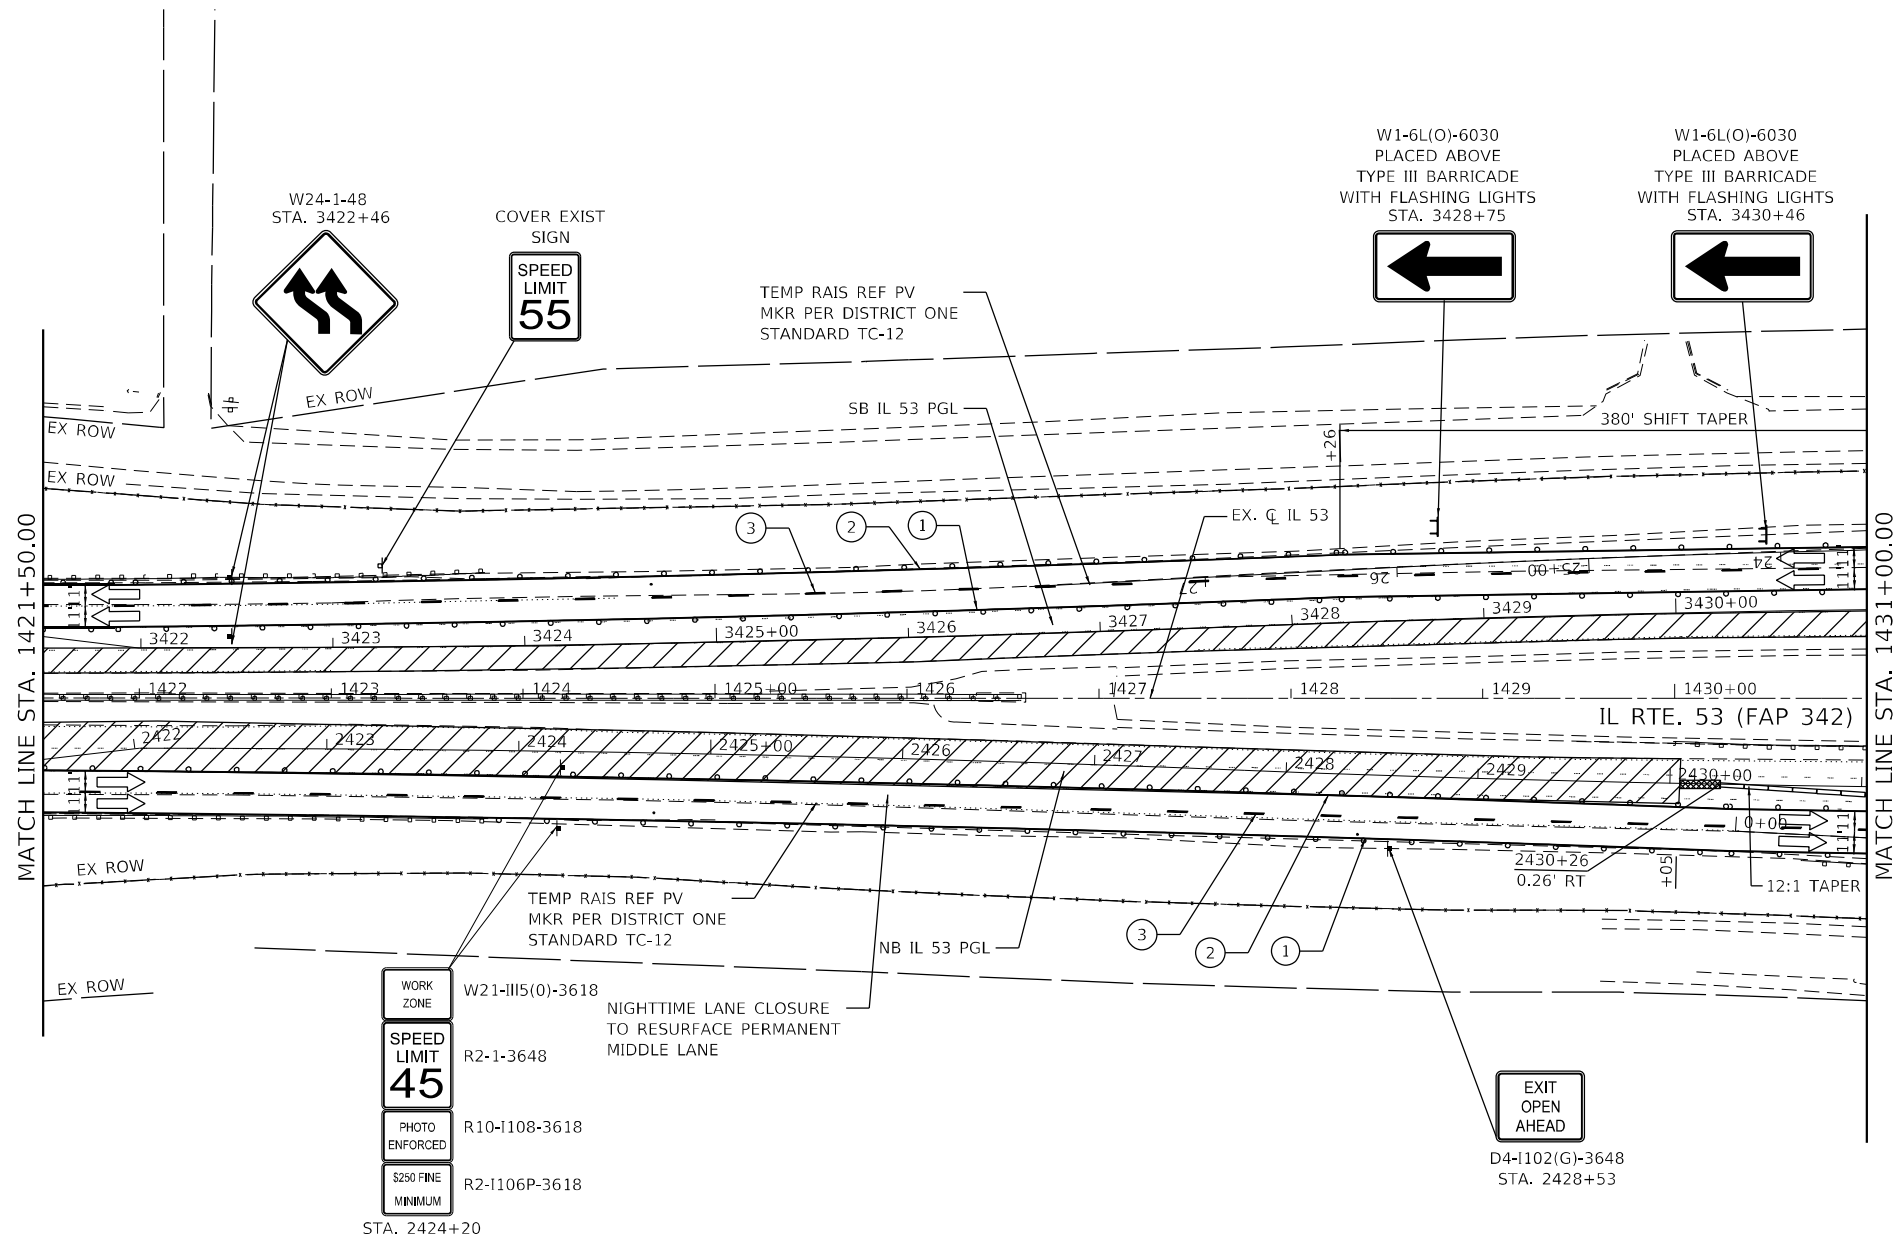 W1-6L(O)-6030
PLACED ABOVE
TYPE III BARRICADE
WITH FLASHING LIGHTS
STA. 3428+75
W1-6L(O)-6030
PLACED ABOVE
TYPE III BARRICADE
WITH FLASHING LIGHTS
STA. 3430+46
W24-1-48
STA. 3422+46
COVER EXIST
SIGN
SPEED
LIMIT
55
TEMP RAIS REF PV
MKR PER DISTRICT ONE
STANDARD TC-12
EX ROW
EX ROW
EX ROW
SB IL 53 PGL
380' SHIFT TAPER
+26
EX. ℄ IL 53
3
2
1
MATCH LINE STA. 1421+50.00
MATCH LINE STA. 1431+00.00
27
26
25+00
24
11'
11'
11'
11'
3422
3423
3424
3425+00
3426
3427
3428
3429
3430+00
1422
1423
1424
1425+00
1426
1427
1428
1429
1430+00
IL RTE. 53 (FAP 342)
2422
2423
2424
2425+00
2426
2427
2428
2429
2430+00
11'
11'
11'
11'
0+00
2430+26
0.26' RT
+05
12:1 TAPER
EX ROW
EX ROW
TEMP RAIS REF PV
MKR PER DISTRICT ONE
STANDARD TC-12
NB IL 53 PGL
3
2
1
NIGHTTIME LANE CLOSURE
TO RESURFACE PERMANENT
MIDDLE LANE
WORK
ZONE
W21-III5(0)-3618
SPEED
LIMIT
45
R2-1-3648
PHOTO
ENFORCED
R10-I108-3618
$250 FINE
MINIMUM
R2-I106P-3618
STA. 2424+20
EXIT
OPEN
AHEAD
D4-I102(G)-3648
STA. 2428+53